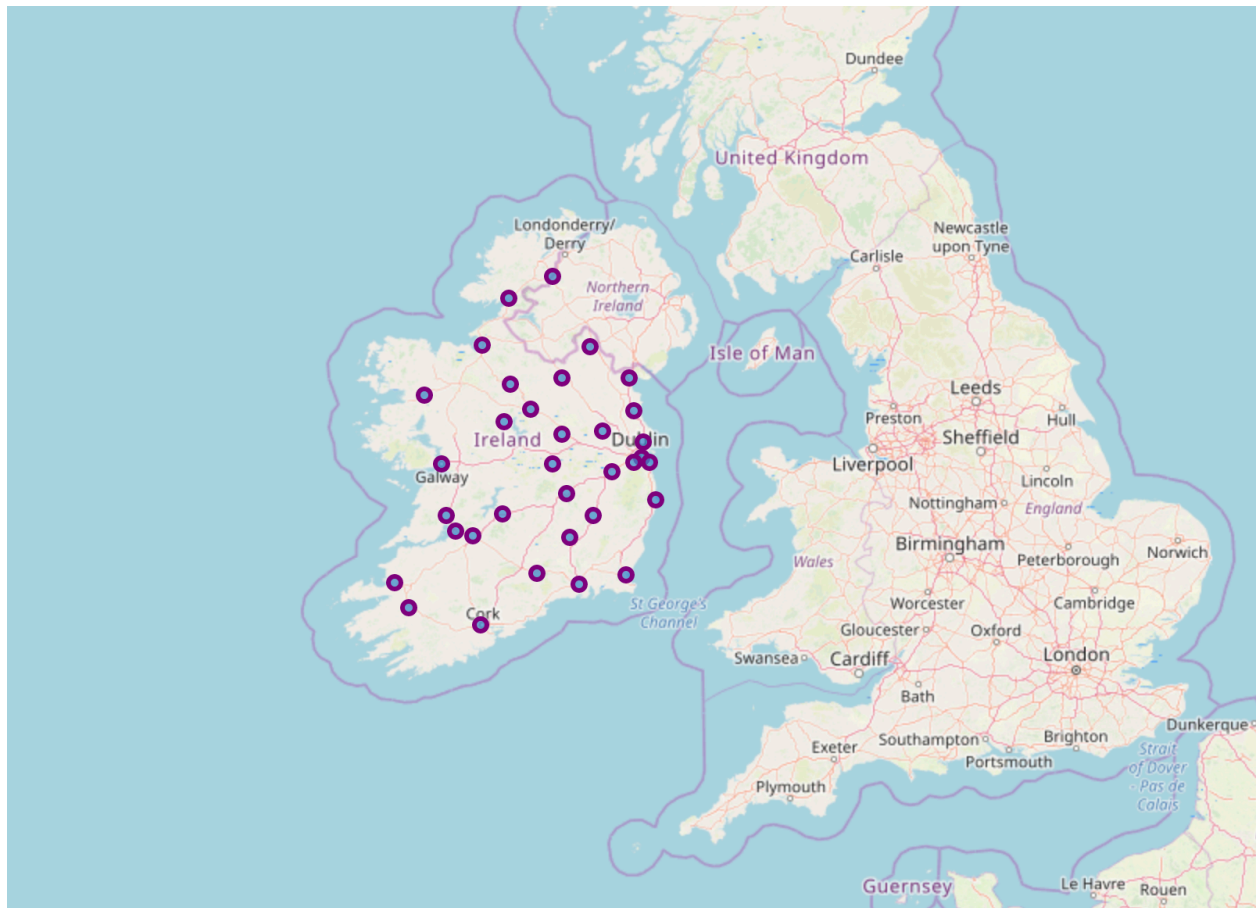 Dundee
United Kingdom
Londonderry/
Derry
Newcastle
upon Tyne
Carlisle
Northern
Ireland
Isle of Man
Leeds
Preston
Hull
Ireland
Dublin
Sheffield
Liverpool
Galway
Lincoln
Nottingham
England
Birmingham
Peterborough
Norwich
Wales
Worcester
Cambridge
St George's
Channel
Cork
Gloucester
Oxford
Swansea
Cardiff
London
Bath
Dunkerque
Exeter
Southampton
Brighton
Portsmouth
Strait
of Dover
- Pas de
Calais
Plymouth
Guernsey
Le Havre
Rouen